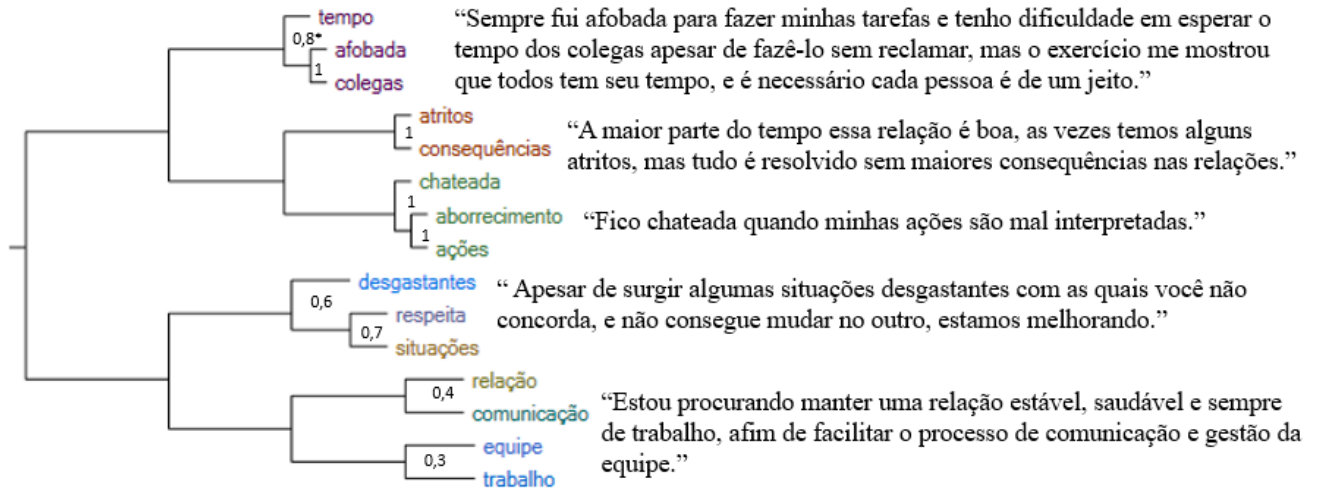 tempo
0,8*
afobada
1
colegas
“Sempre fui afobada para fazer minhas tarefas e tenho dificuldade em esperar o
tempo dos colegas apesar de fazê-lo sem reclamar, mas o exercício me mostrou
que todos tem seu tempo, e é necessário cada pessoa é de um jeito.”
atritos
1
consequências
“A maior parte do tempo essa relação é boa, as vezes temos alguns
atritos, mas tudo é resolvido sem maiores consequências nas relações.”
chateada
1
aborrecimento
1
ações
“Fico chateada quando minhas ações são mal interpretadas.”
desgastantes
0,6
respeita
0,7
situações
“ Apesar de surgir algumas situações desgastantes com as quais você não
concorda, e não consegue mudar no outro, estamos melhorando.”
relação
0,4
comunicação
equipe
0,3
trabalho
“Estou procurando manter uma relação estável, saudável e sempre
de trabalho, afim de facilitar o processo de comunicação e gestão da
equipe.”